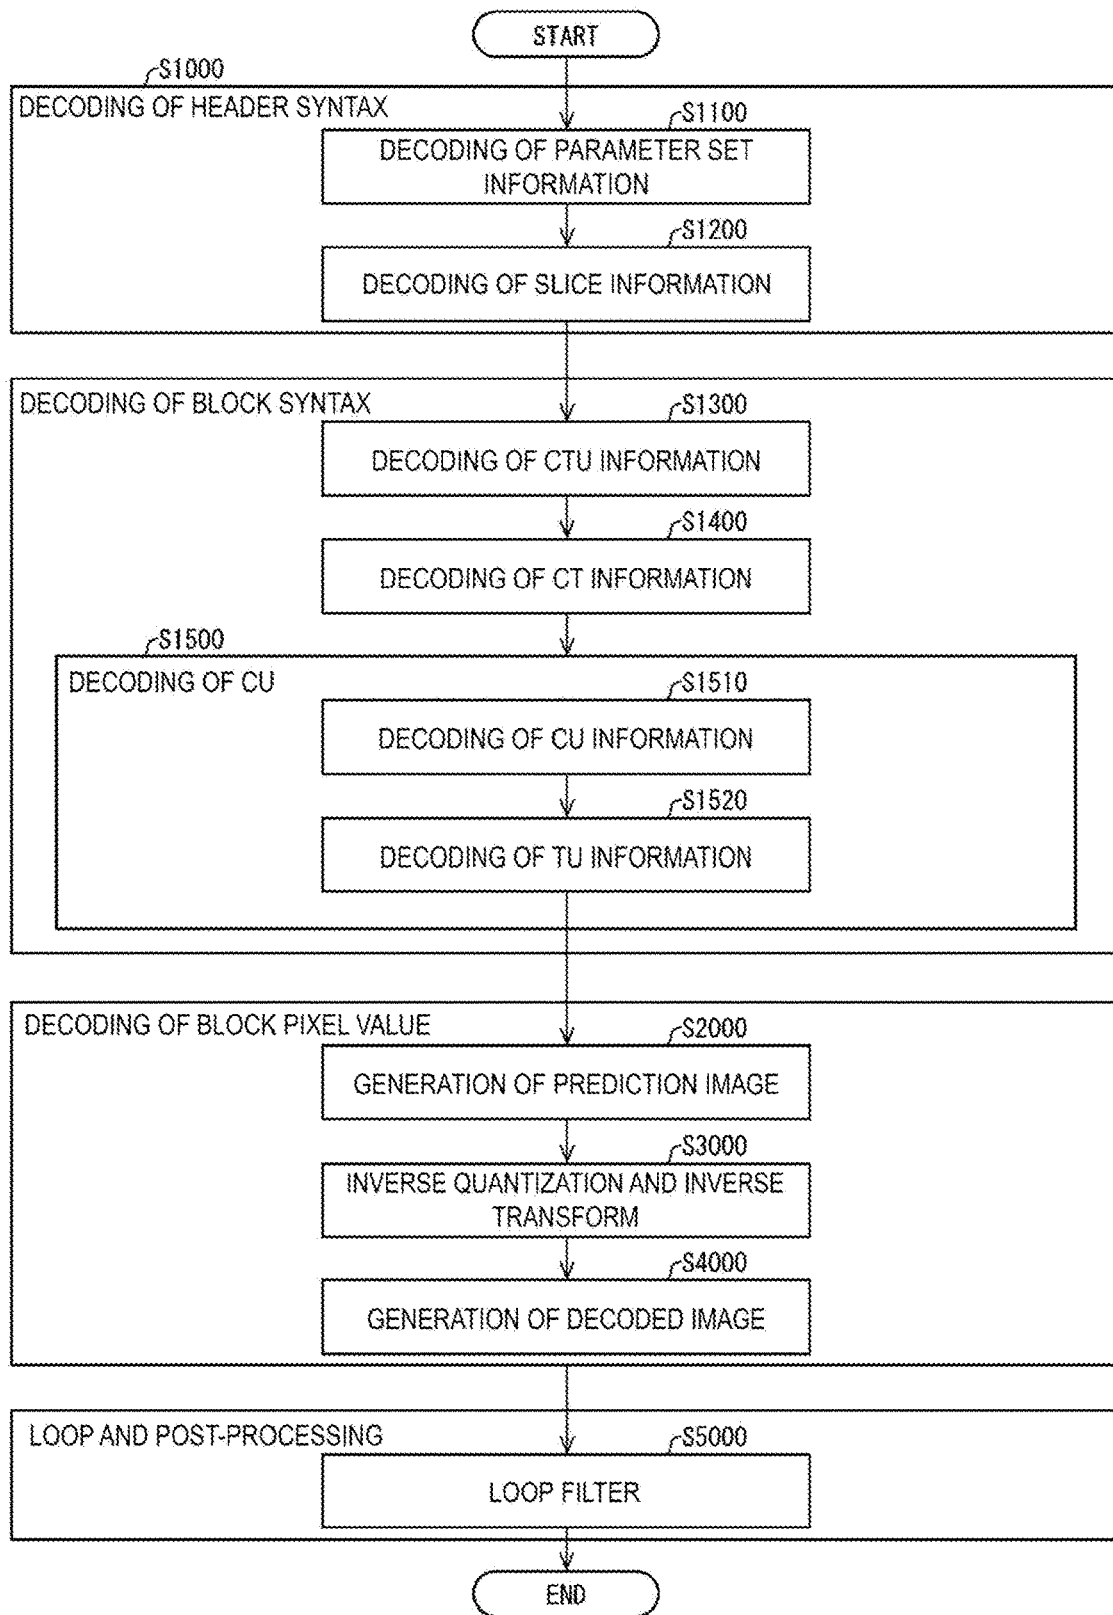 START
S1000
DECODING OF HEADER SYNTAX
S1100
DECODING OF PARAMETER SET
INFORMATION
S1200
DECODING OF SLICE INFORMATION
DECODING OF BLOCK SYNTAX
S1300
DECODING OF CTU INFORMATION
S1400
DECODING OF CT INFORMATION
S1500
DECODING OF CU
S1510
DECODING OF CU INFORMATION
S1520
DECODING OF TU INFORMATION
DECODING OF BLOCK PIXEL VALUE
S2000
GENERATION OF PREDICTION IMAGE
S3000
INVERSE QUANTIZATION AND INVERSE
TRANSFORM
S4000
GENERATION OF DECODED IMAGE
LOOP AND POST-PROCESSING
S5000
LOOP FILTER
END